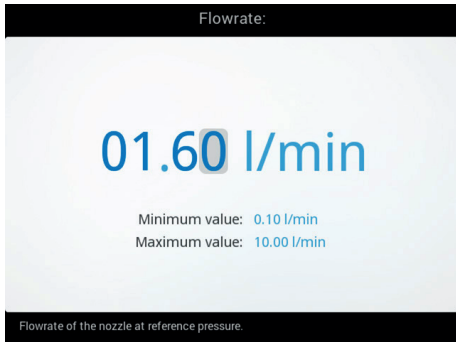 Flowrate:
01.60 l/min
Minimum value: 0.10 l/min
Maximum value: 10.00 l/min
Flowrate of the nozzle at reference pressure.